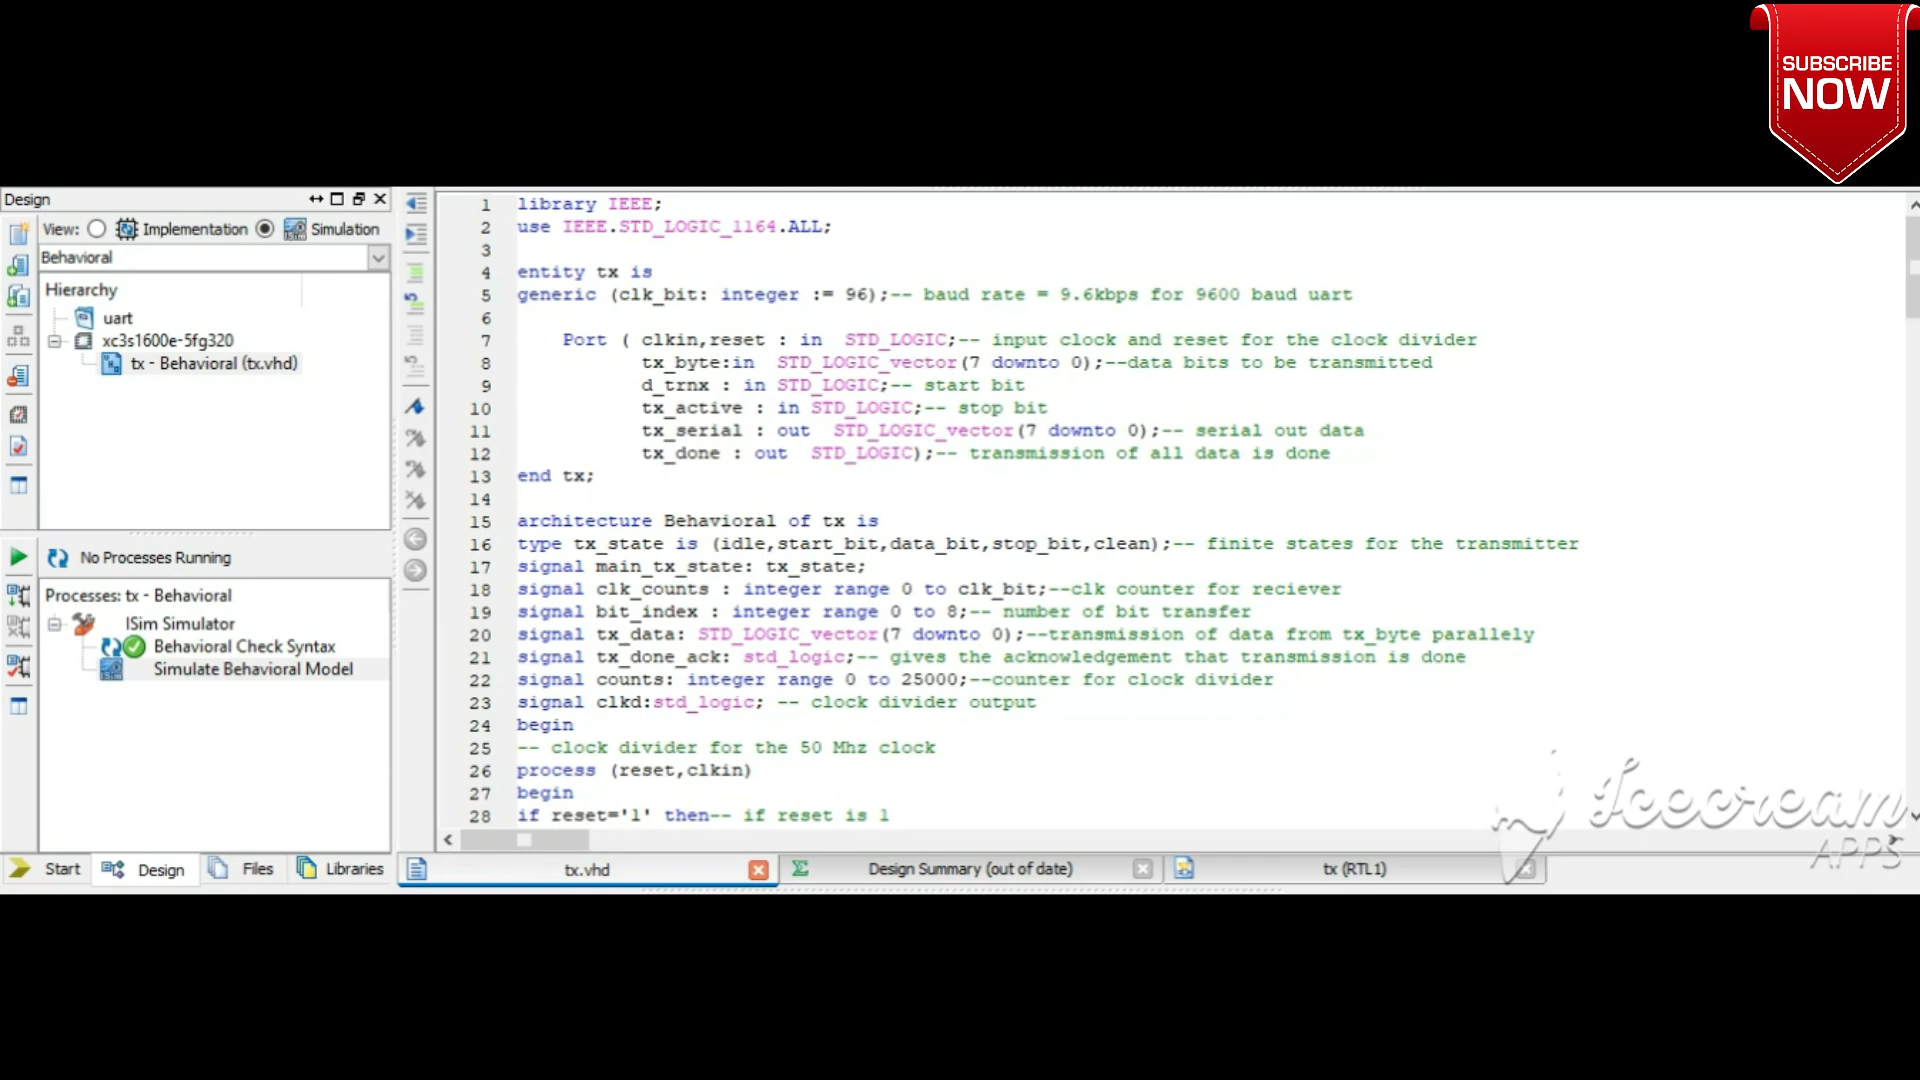 SUBSCRIBE
NOW
Design
View: Implementation Simulation
Behavioral
Hierarchy
uart
xc3s1600e-5fg320
tx - Behavioral (tx.vhd)
No Processes Running
Processes: tx - Behavioral
ISim Simulator
Behavioral Check Syntax
Simulate Behavioral Model
Start
Design
Files
Libraries
1 library IEEE;
2 use IEEE.STD_LOGIC_1164.ALL;
3
4 entity tx is
5 generic (clk_bit: integer := 96);-- baud rate = 9.6kbps for 9600 baud uart
6
7 Port ( clkin,reset : in STD_LOGIC;-- input clock and reset for the clock divider
8 tx_byte:in STD_LOGIC_vector(7 downto 0);--data bits to be transmitted
9 d_trnx : in STD_LOGIC;-- start bit
10 tx_active : in STD_LOGIC;-- stop bit
11 tx_serial : out STD_LOGIC_vector(7 downto 0);-- serial out data
12 tx_done : out STD_LOGIC);-- transmission of all data is done
13 end tx;
14
15 architecture Behavioral of tx is
16 type tx_state is (idle,start_bit,data_bit,stop_bit,clean);-- finite states for the transmitter
17 signal main_tx_state: tx_state;
18 signal clk_counts : integer range 0 to clk_bit;--clk counter for reciever
19 signal bit_index : integer range 0 to 8;-- number of bit transfer
20 signal tx_data: STD_LOGIC_vector(7 downto 0);--transmission of data from tx_byte parallely
21 signal tx_done_ack: std_logic;-- gives the acknowledgement that transmission is done
22 signal counts: integer range 0 to 25000;--counter for clock divider
23 signal clkd:std_logic; -- clock divider output
24 begin
25 -- clock divider for the 50 Mhz clock
26 process (reset,clkin)
27 begin
28 if reset='1' then-- if reset is 1
tx.vhd
Design Summary (out of date)
tx (RTL1)
Icecream
APPS